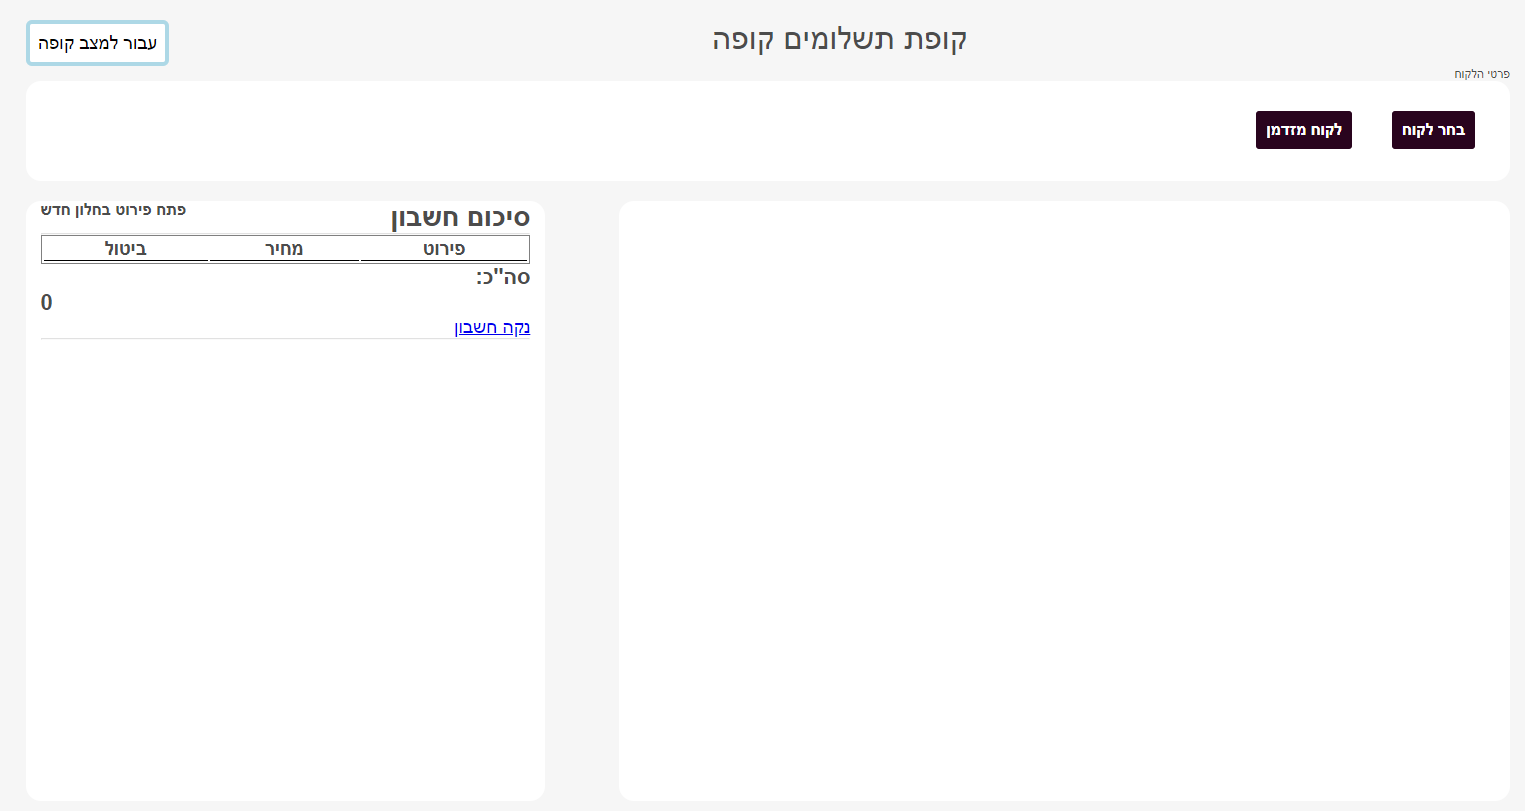 קופת תשלומים קופה
עבור למצב קופה
פרטי הלקוח
בחר לקוח
לקוח מזדמן
סיכום חשבון
פתח פירוט בחלון חדש
פירוט מחיר ביטול
סה"כ:
0
נקה חשבון